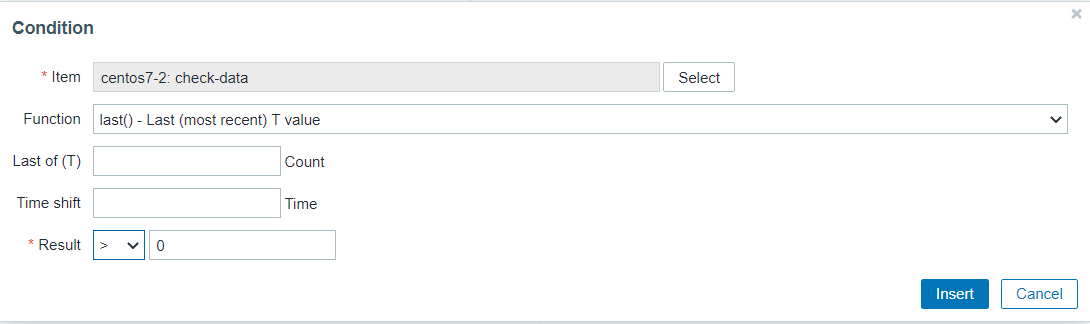 Condition
* Item centos7-2: check-data Select
Function last() - Last (most recent) T value
Last of (T) Count
Time shift Time
* Result > 0
Insert Cancel